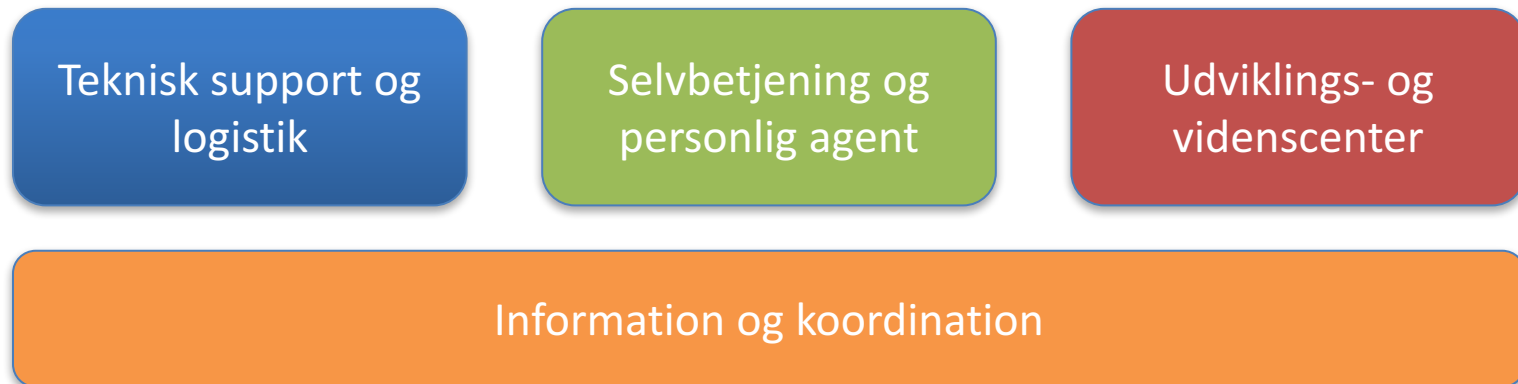 Teknisk support og
logistik
Selvbetjening og
personlig agent
Udviklings- og
videnscenter
Information og koordination